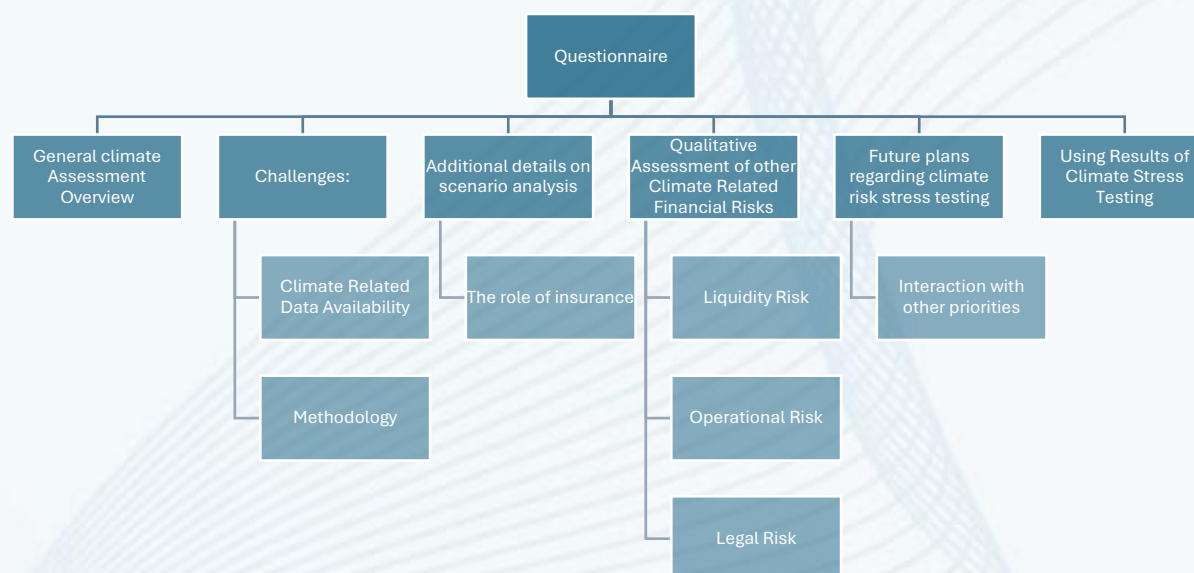 Questionnaire
General climate
Assessment
Overview
Challenges:
Additional details on
scenario analysis
Qualitative
Assessment of other
Climate Related
Financial Risks
Future plans
regarding climate
risk stress testing
Using Results of
Climate Stress
Testing
Climate Related
Data Availability
Methodology
The role of insurance
Liquidity Risk
Operational Risk
Legal Risk
Interaction with
other priorities